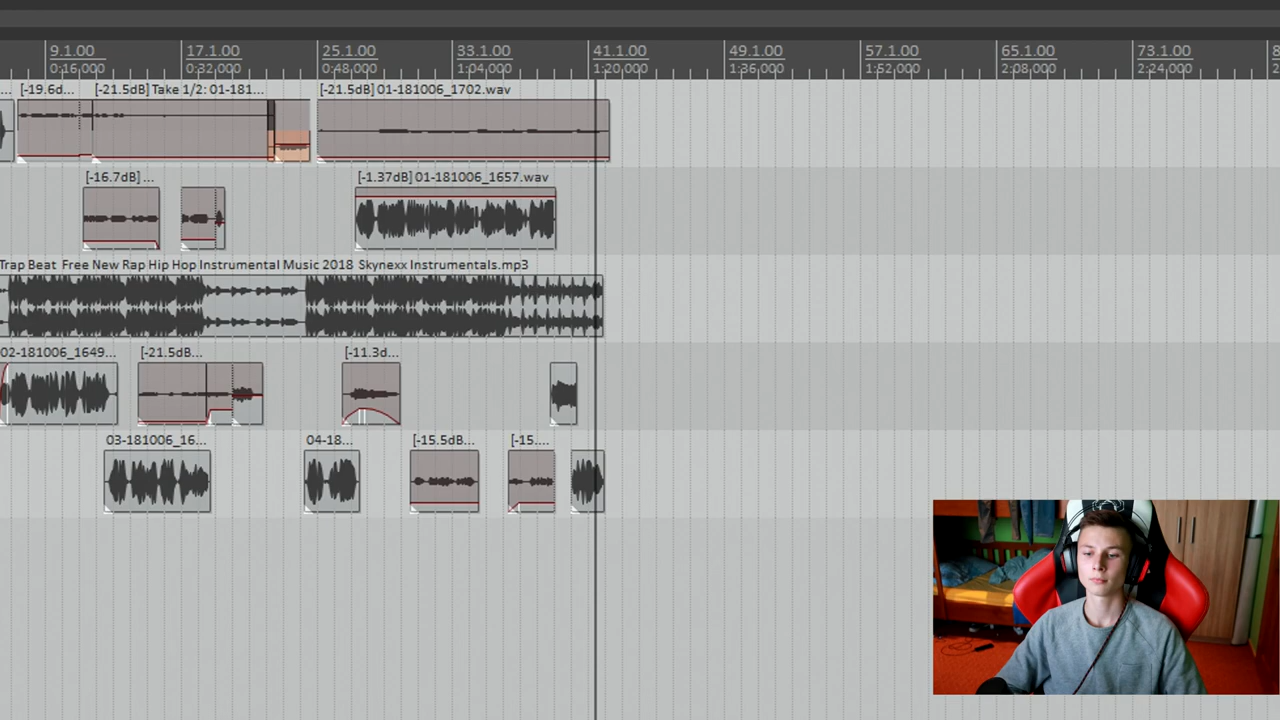 9.1.00 17.1.00 25.1.00 33.1.00 41.1.00 49.1.00 57.1.00 65.1.00 73.1.00 8
0:16.000 0:32.000 0:48.000 1:04.000 1:20.000 1:36.000 1:52.000 2:08.000 2:24.000 2
... [-19.6d... [-21.5dB] Take 1/2: 01-181... [-21.5dB] 01-181006_1702.wav
[-16.7dB] ... [-1.37dB] 01-181006_1657.wav
Trap Beat Free New Rap Hip Hop Instrumental Music 2018 Skynexx Instrumentals.mp3
02-181006_1649... [-21.5dB... [-11.3d...
03-181006_16... 04-18... [-15.5dB... [-15....